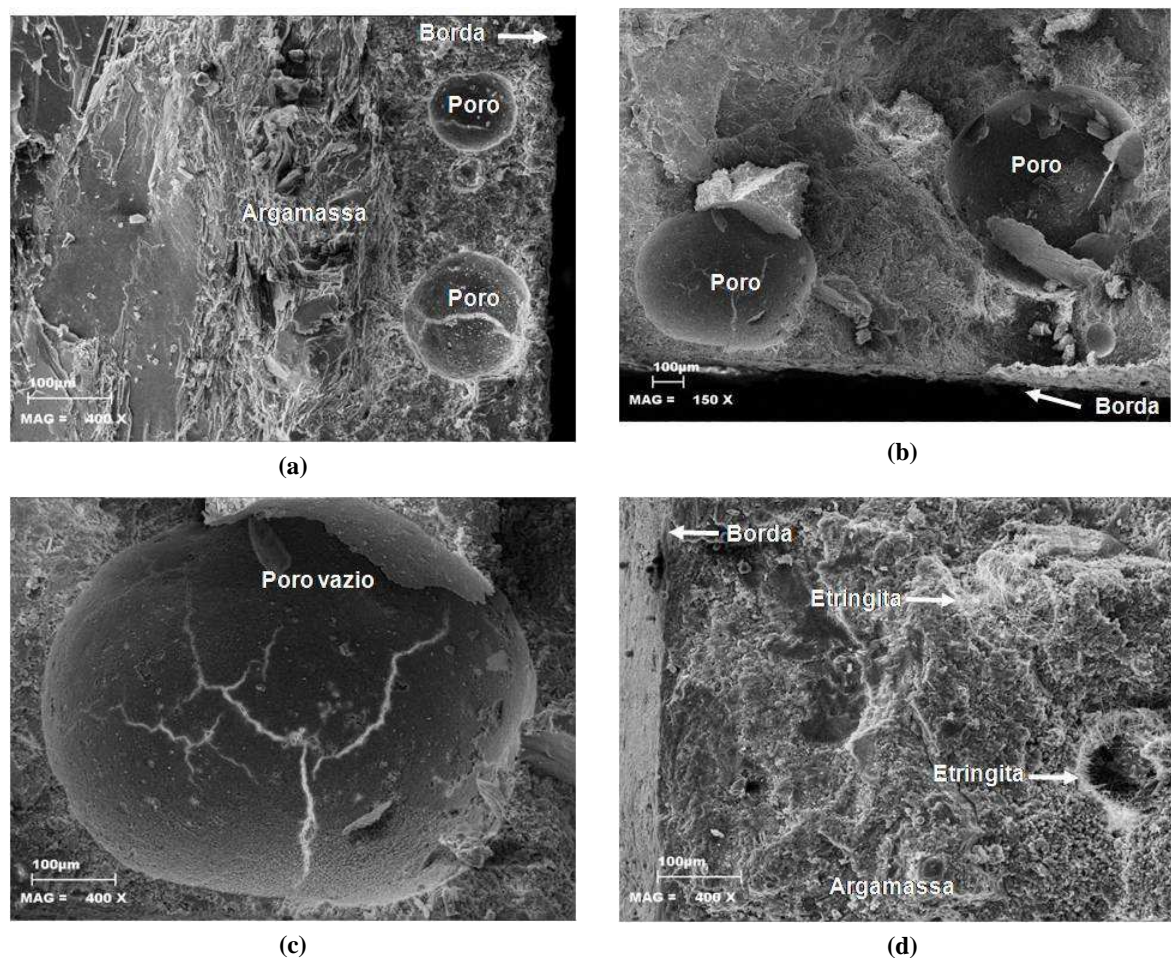 Borda
Poro
Argamassa
Poro
100µm
MAG = 400 X
(a)
Poro
Poro
100µm
MAG = 150 X
Borda
(b)
Poro vazio
100µm
MAG = 400 X
(c)
Borda
Etringita
Etringita
100µm
MAG = 400 X
Argamassa
(d)